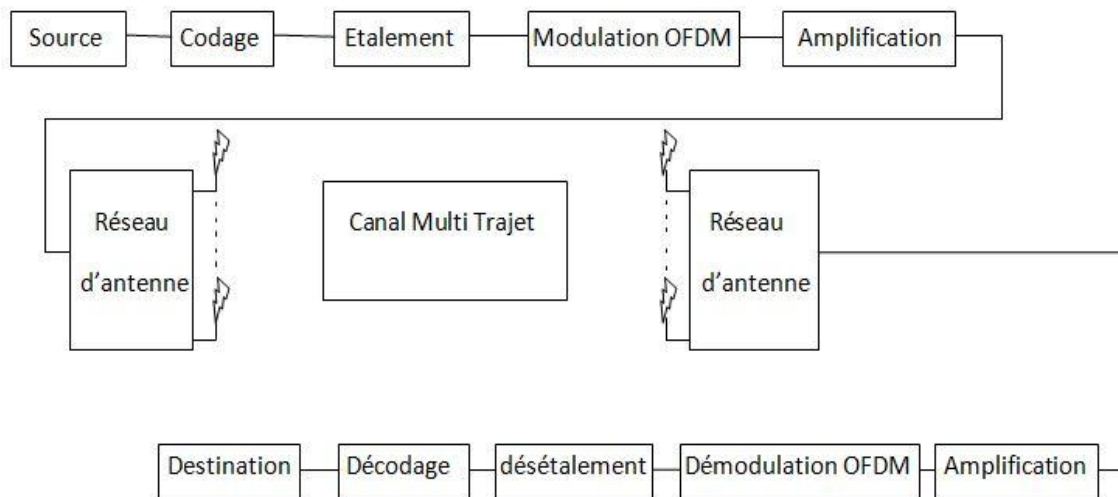 Source
Codage
Etalement
Modulation OFDM
Amplification
Réseau
d'antenne
Canal Multi Trajet
Réseau
d'antenne
Destination
Décodage
désétalement
Démodulation OFDM
Amplification